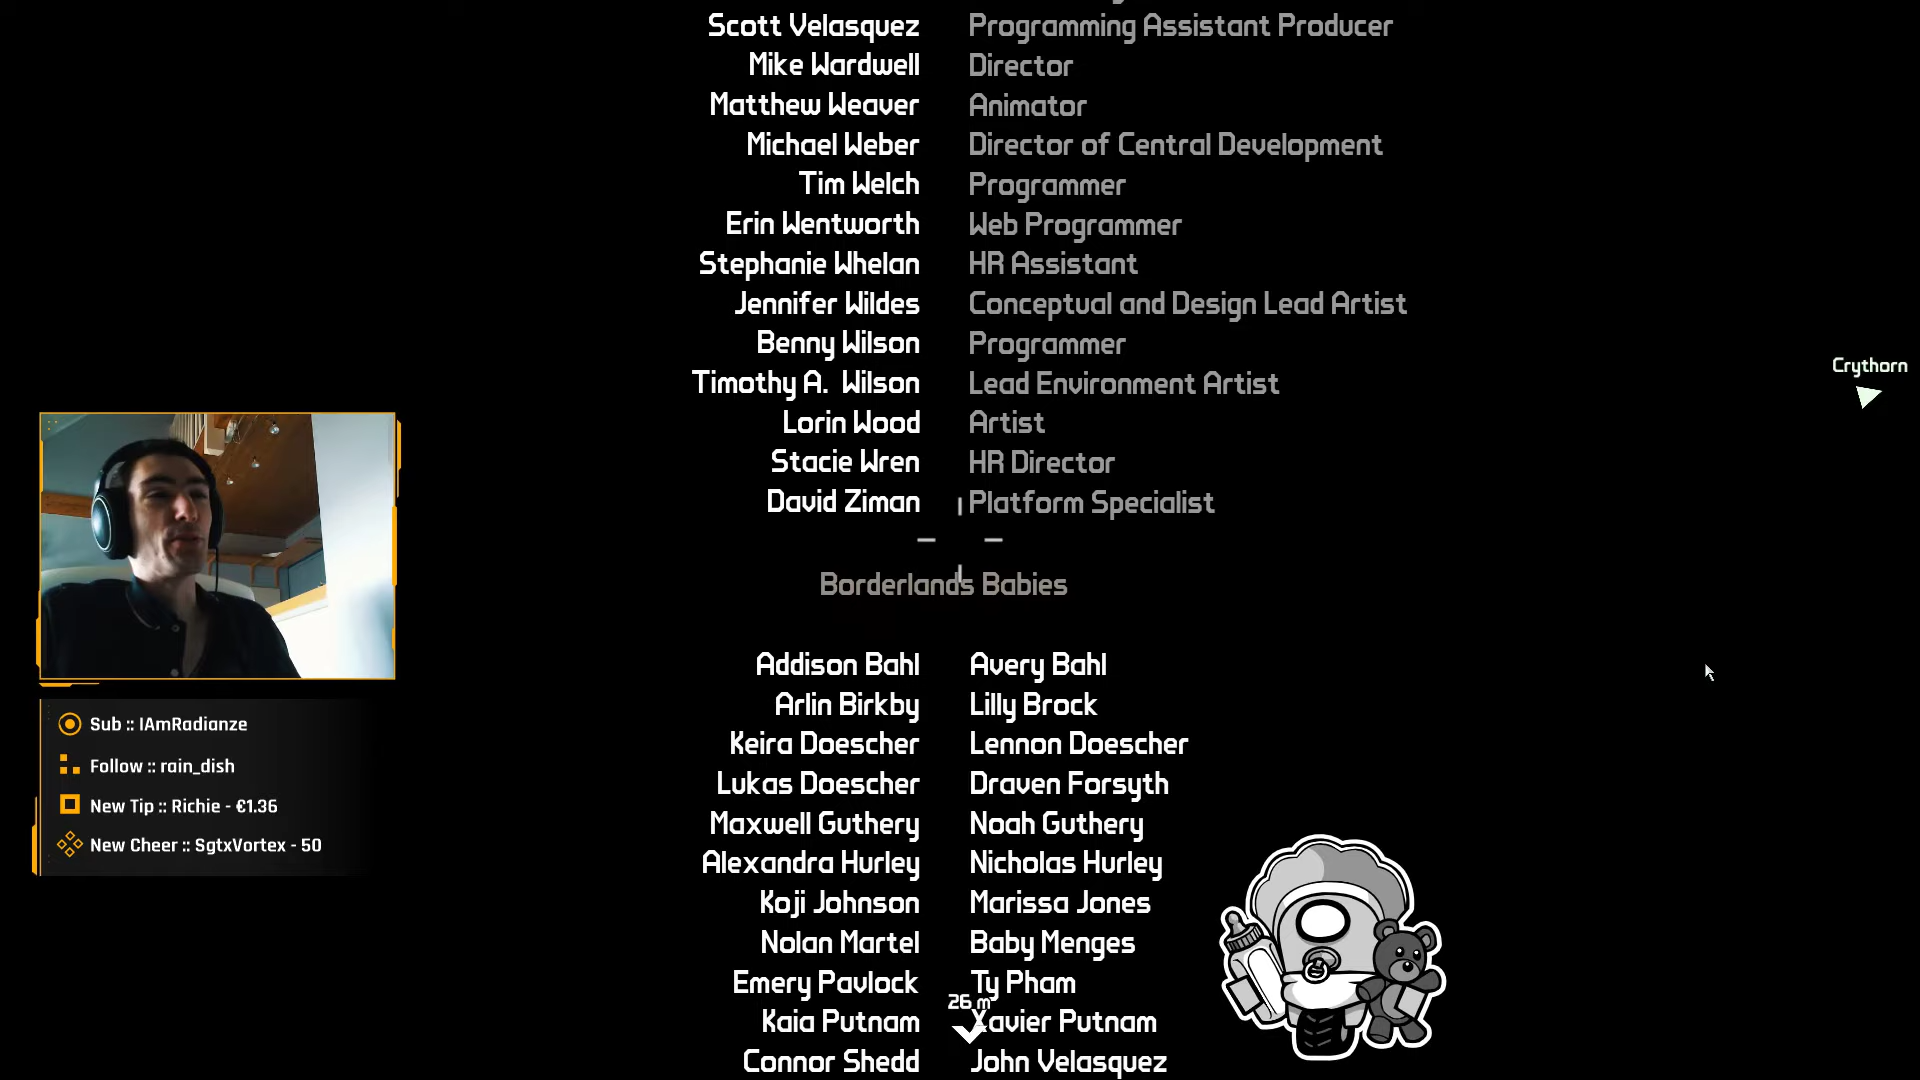 Scott Velasquez Programming Assistant Producer
Mike Wardwell Director
Matthew Weaver Animator
Michael Weber Director of Central Development
Tim Welch Programmer
Erin Wentworth Web Programmer
Stephanie Whelan HR Assistant
Jennifer Wildes Conceptual and Design Lead Artist
Benny Wilson Programmer
Timothy A. Wilson Lead Environment Artist
Lorin Wood Artist
Stacie Wren HR Director
David Ziman Platform Specialist
Borderlands Babies
Addison Bahl Avery Bahl
Arlin Birkby Lilly Brock
Keira Doescher Lennon Doescher
Lukas Doescher Draven Forsyth
Maxwell Guthery Noah Guthery
Alexandra Hurley Nicholas Hurley
Koji Johnson Marissa Jones
Nolan Martel Baby Menges
Emery Pavlock Ty Pham
26 m
Kaia Putnam Xavier Putnam
Connor Shedd John Velasquez
Crythorn
Sub :: IAmRadianze
Follow :: rain_dish
New Tip :: Richie - €1.36
New Cheer :: SgtxVortex - 50